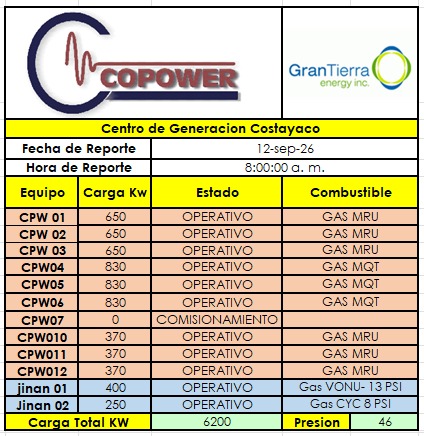 COPOWER
GranTierra
energy inc.
Centro de Generacion Costayaco
Fecha de Reporte 12-sep-26
Hora de Reporte 8:00:00 a. m.
Equipo Carga Kw Estado Combustible
CPW 01 650 OPERATIVO GAS MRU
CPW 02 650 OPERATIVO GAS MRU
CPW 03 650 OPERATIVO GAS MRU
CPW04 830 OPERATIVO GAS MQT
CPW05 830 OPERATIVO GAS MQT
CPW06 830 OPERATIVO GAS MQT
CPW07 0 COMISIONAMIENTO
CPW010 370 OPERATIVO GAS MRU
CPW011 370 OPERATIVO GAS MRU
CPW012 370 OPERATIVO GAS MRU
jinan 01 400 OPERATIVO Gas VONU- 13 PSI
Jinan 02 250 OPERATIVO Gas CYC 8 PSI
Carga Total KW 6200 Presion 46